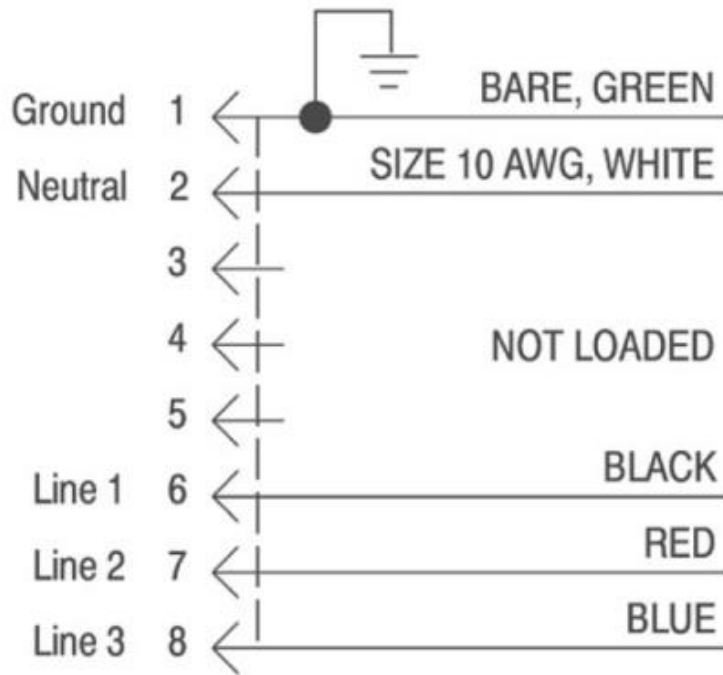 Ground 1 BARE, GREEN
Neutral 2 SIZE 10 AWG, WHITE
3
4 NOT LOADED
5
Line 1 6 BLACK
Line 2 7 RED
Line 3 8 BLUE